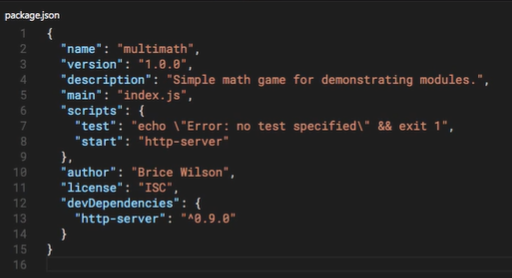 package.json
1 {
2 "name": "multimath",
3 "version": "1.0.0",
4 "description": "Simple math game for demonstrating modules.",
5 "main": "index.js",
6 "scripts": {
7 "test": "echo \"Error: no test specified\" && exit 1",
8 "start": "http-server"
9 },
10 "author": "Brice Wilson",
11 "license": "ISC",
12 "devDependencies": {
13 "http-server": "^0.9.0"
14 }
15 }
16